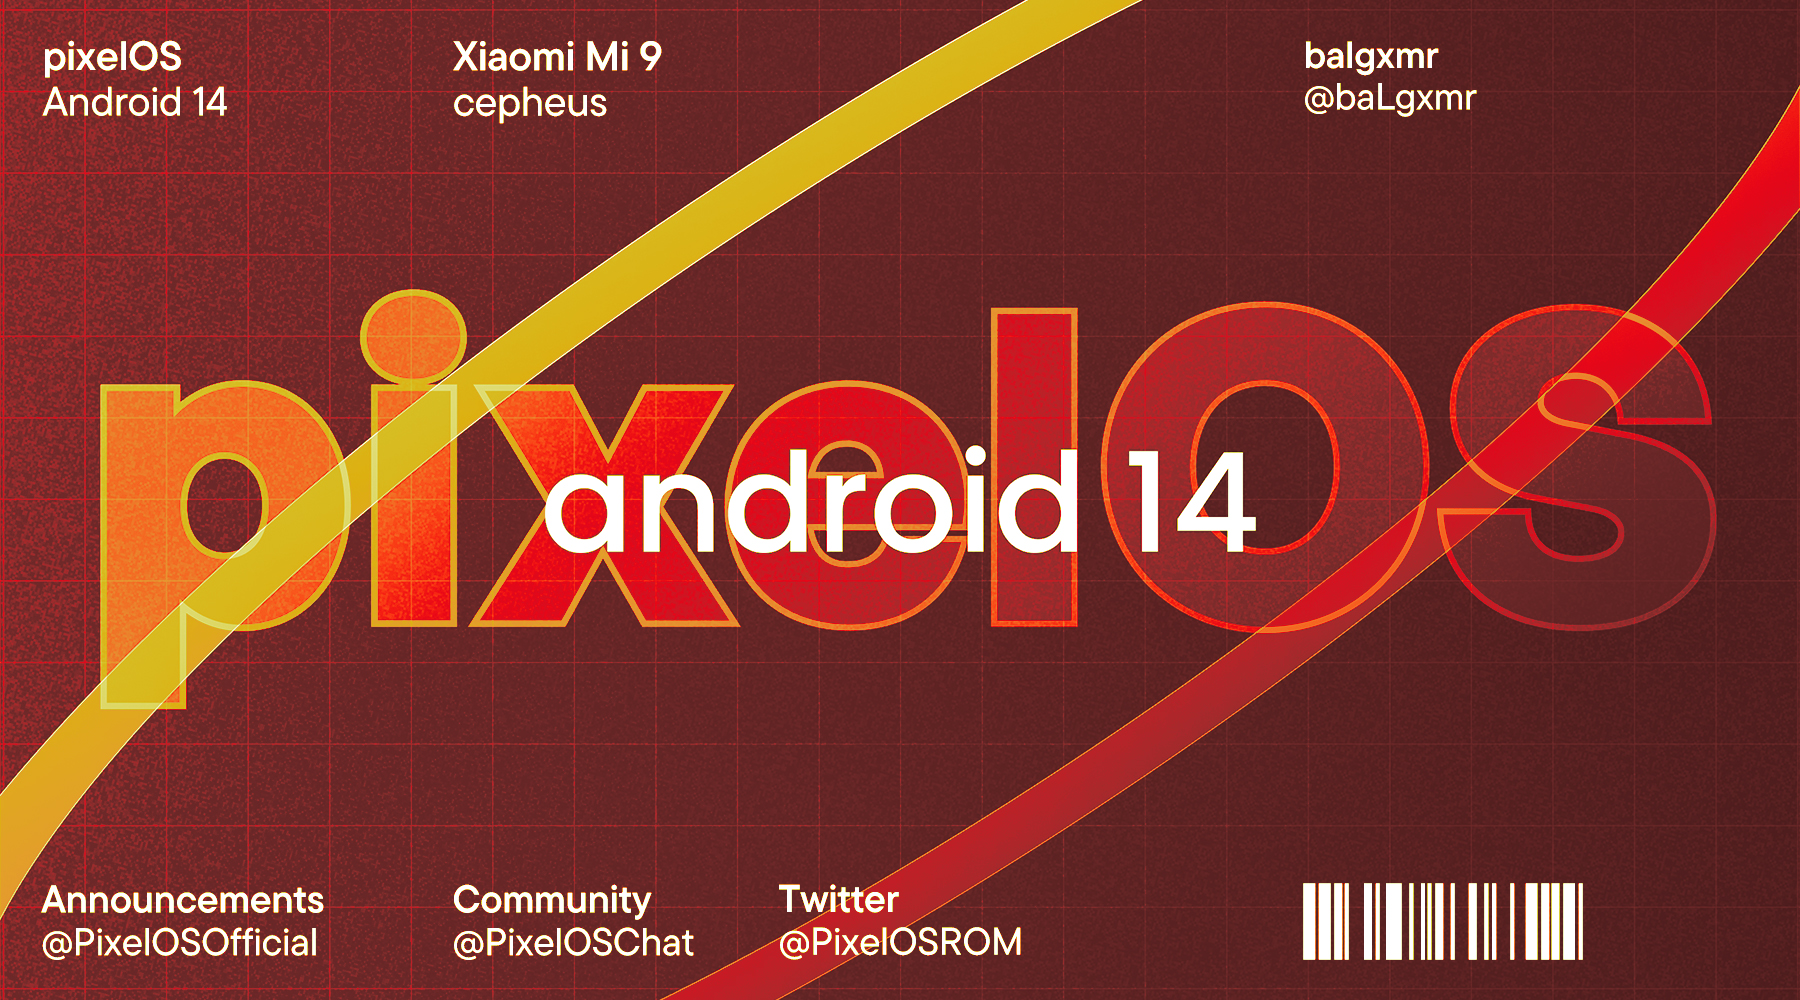 pixelOS
Android 14
Xiaomi Mi 9
cepheus
balgxmr
@baLgxmr
pixelOS
android 14
Announcements
@PixelOSOfficial
Community
@PixelOSChat
Twitter
@PixelOSROM